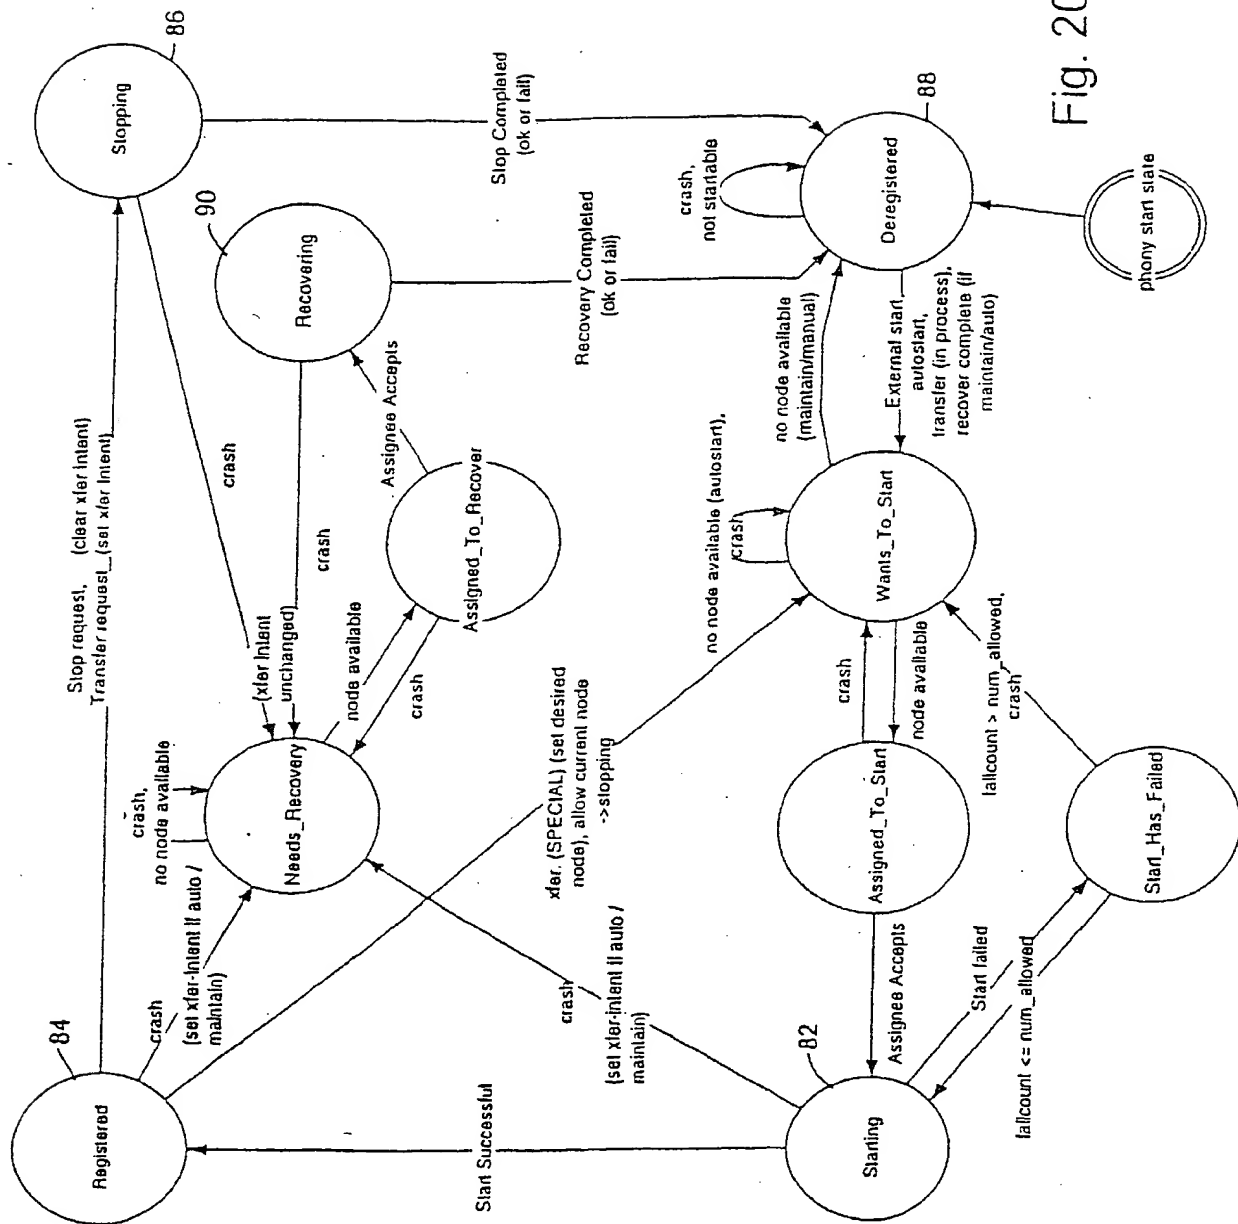 Fig. 20
Registered
84
Stop request, (clear xfer Intent)
Transfer request_(set xfer Intent)
Stopping
86
crash
(set xfer-Intent if auto /
maintain)
crash,
no node available
Needs_Recovery
crash
(xfer Intent
unchanged)
crash
Recovering
90
node available
crash
Assigned_To_Recover
Assignee Accepts
Stop Completed
(ok or fail)
Recovery Completed
(ok or fail)
Start Successful
crash
(set xfer-Intent if auto /
maintain)
xfer. (SPECIAL) (set desired
node), allow current node
->stopping
no node available (autostart),
crash
no node available
(maintain/manual)
crash,
not startable
Starting
82
Assignee Accepts
Assigned_To_Start
crash
node available
Wants_To_Start
External start,
autostart,
transfer (in process),
recover complete (if
maintain/auto)
Deregistered
88
Start failed
failcount <= num_allowed
Start_Has_Failed
failcount > num_allowed,
crash
phony start state